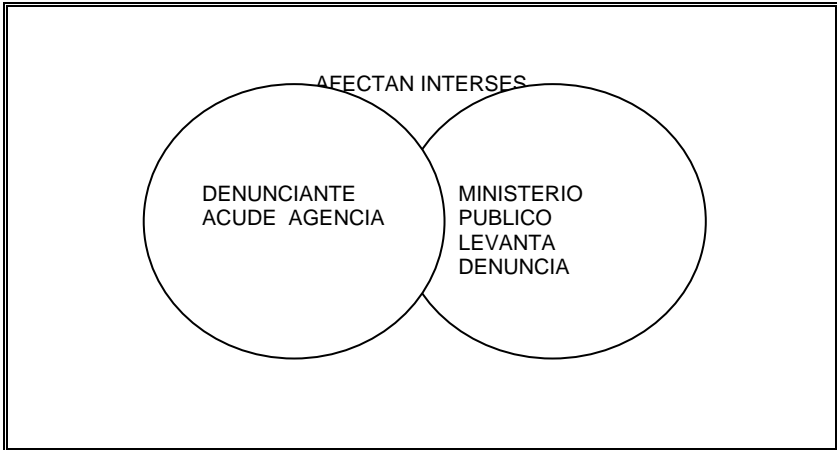 AFECTAN INTERSES
DENUNCIANTE
ACUDE AGENCIA
MINISTERIO
PUBLICO
LEVANTA
DENUNCIA